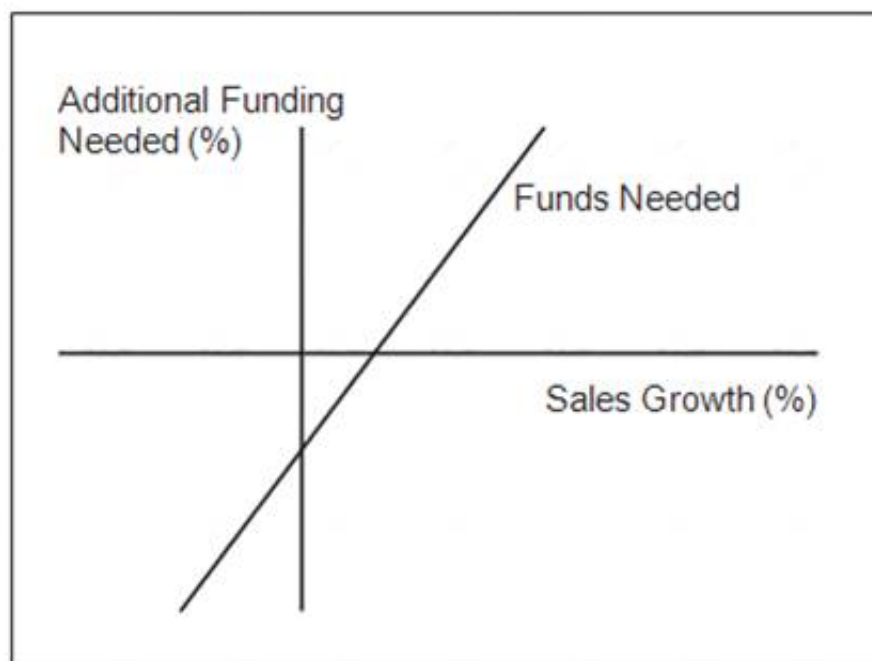 Additional Funding
Needed (%)
Funds Needed
Sales Growth (%)